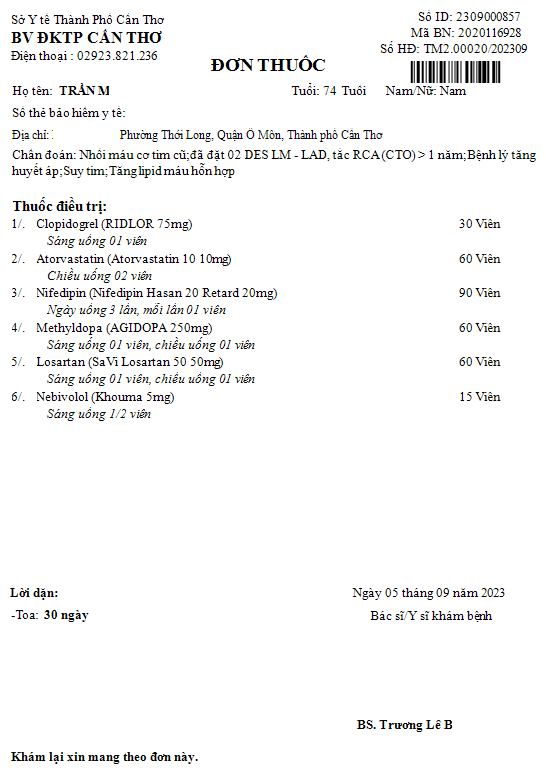 Sở Y tế Thành Phố Cần Thơ
BV ĐKTP CẦN THƠ
Điện thoại : 02923.821.236
Số ID: 2309000857
Mã BN: 2020116928
Số HĐ: TM2.00020/202309
ĐƠN THUỐC
Họ tên: TRẦN M Tuổi: 74 Tuổi Nam/Nữ: Nam
Số thẻ bảo hiểm y tế:
Địa chỉ: Phường Thới Long, Quận Ô Môn, Thành phố Cần Thơ
Chẩn đoán: Nhồi máu cơ tim cũ;đã đặt 02 DES LM - LAD, tắc RCA (CTO) > 1 năm;Bệnh lý tăng
huyết áp;Suy tim;Tăng lipid máu hỗn hợp
Thuốc điều trị:
1/. Clopidogrel (RIDLOR 75mg) 30 Viên
Sáng uống 01 viên
2/. Atorvastatin (Atorvastatin 10 10mg) 60 Viên
Chiều uống 02 viên
3/. Nifedipin (Nifedipin Hasan 20 Retard 20mg) 90 Viên
Ngày uống 3 lần, mỗi lần 01 viên
4/. Methyldopa (AGIDOPA 250mg) 60 Viên
Sáng uống 01 viên, chiều uống 01 viên
5/. Losartan (SaVi Losartan 50 50mg) 60 Viên
Sáng uống 01 viên, chiều uống 01 viên
6/. Nebivolol (Khouma 5mg) 15 Viên
Sáng uống 1/2 viên
Lời dặn:
-Toa: 30 ngày
Ngày 05 tháng 09 năm 2023
Bác sĩ/Y sĩ khám bệnh
BS. Trương Lê B
Khám lại xin mang theo đơn này.